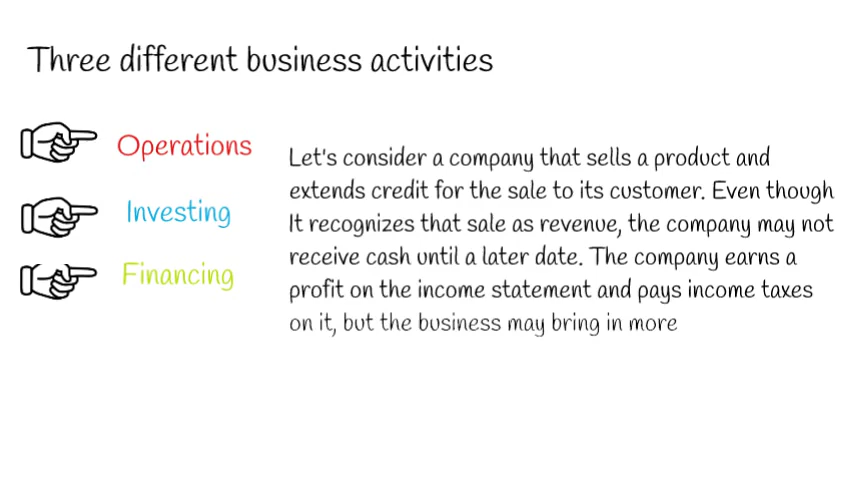 Three different business activities
Operations
Investing
Financing
Let's consider a company that sells a product and
extends credit for the sale to its customer. Even though
It recognizes that sale as revenue, the company may not
receive cash until a later date. The company earns a
profit on the income statement and pays income taxes
on it, but the business may bring in more